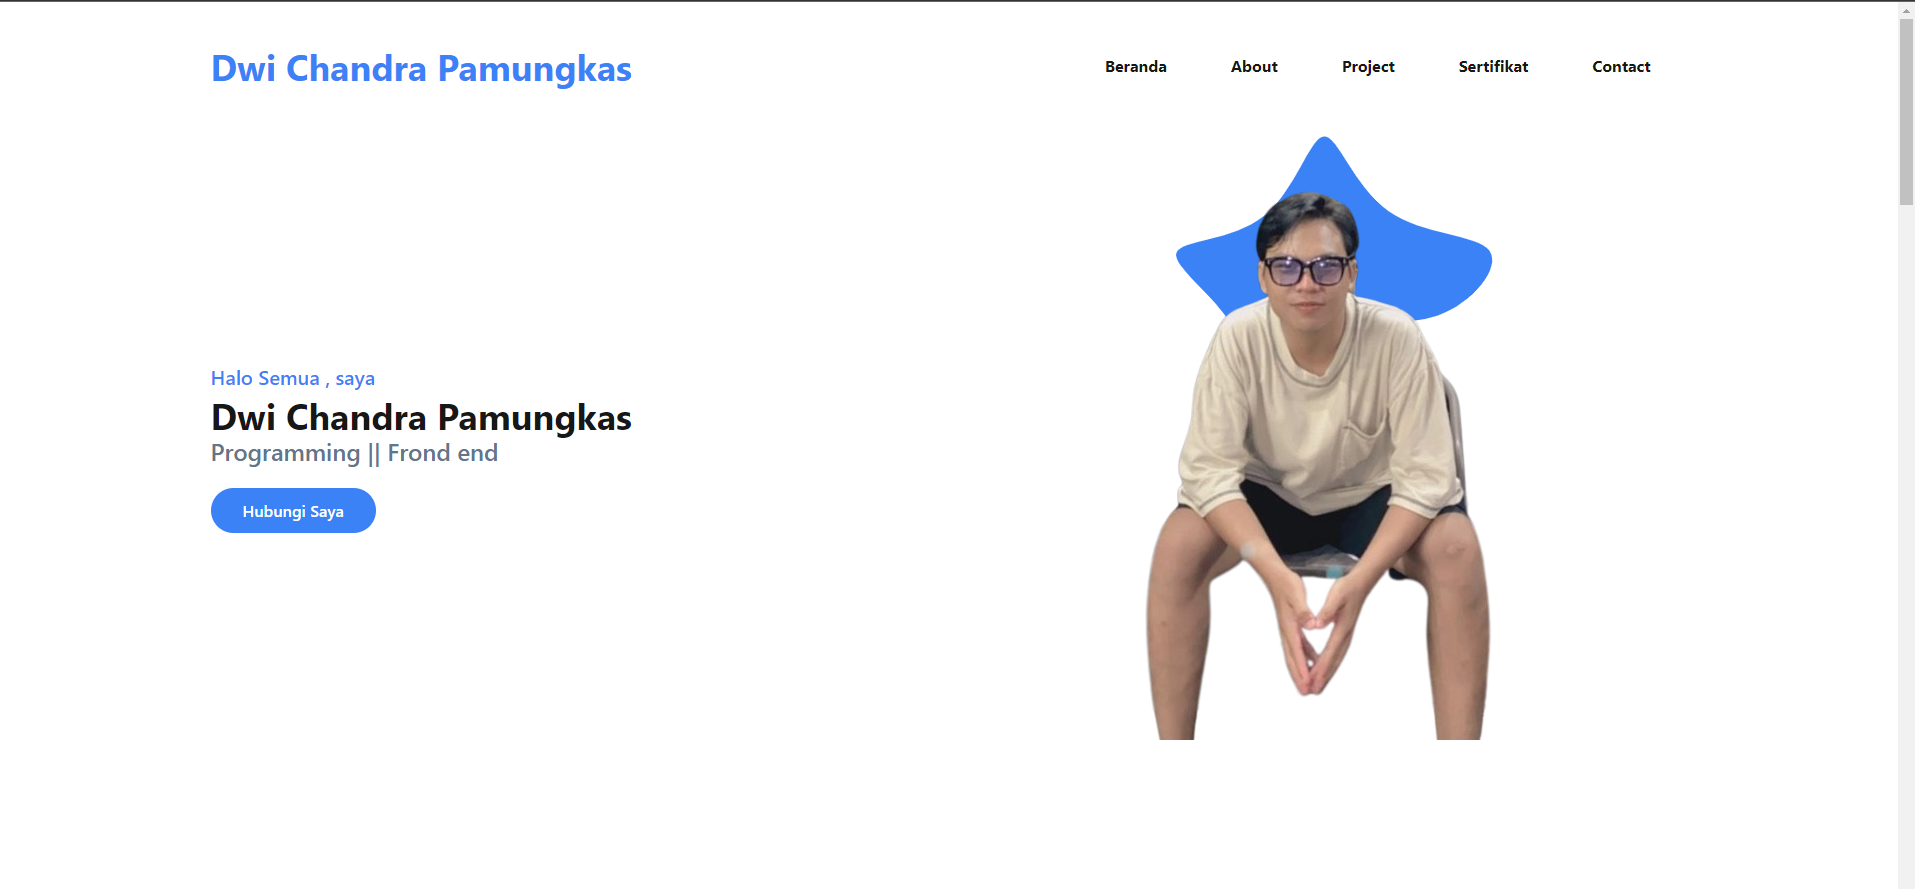 Dwi Chandra Pamungkas
Beranda About Project Sertifikat Contact
Halo Semua , saya
Dwi Chandra Pamungkas
Programming || Frond end
Hubungi Saya